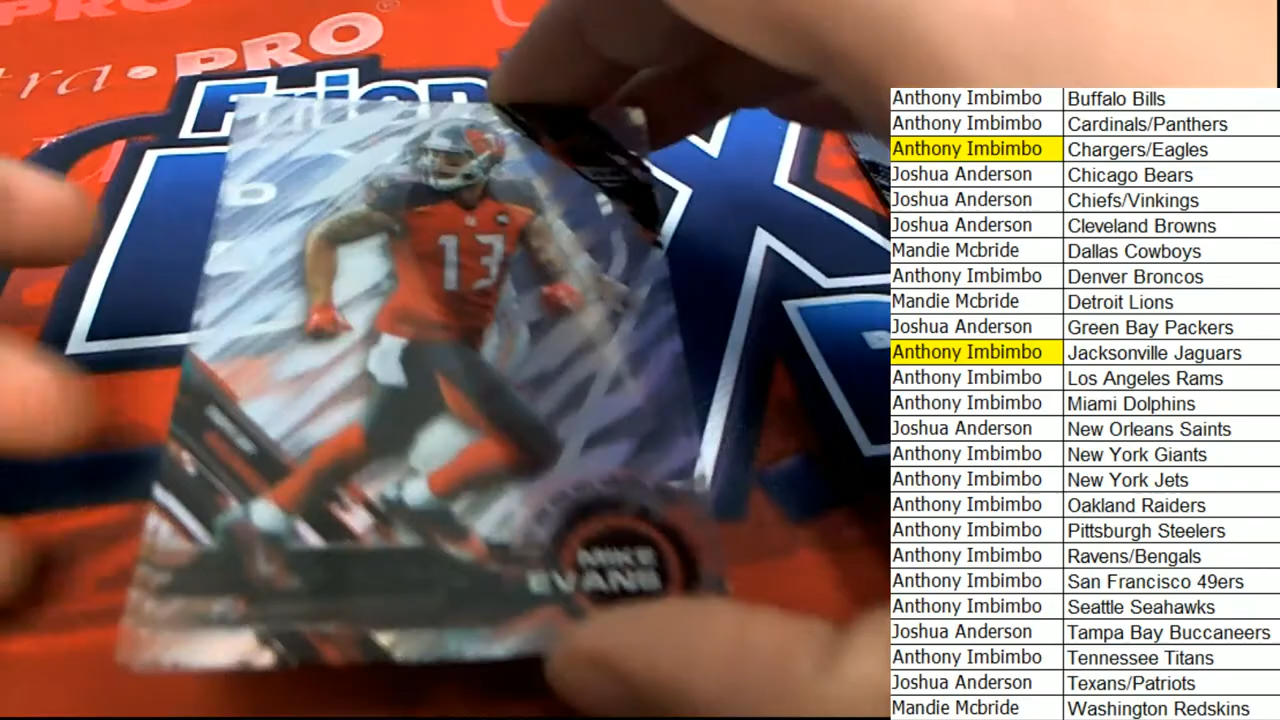 PRO
tra • PRO
Frien
13
MIKE
EVANS
Anthony Imbimbo Buffalo Bills
Anthony Imbimbo Cardinals/Panthers
Anthony Imbimbo Chargers/Eagles
Joshua Anderson Chicago Bears
Joshua Anderson Chiefs/Vinkings
Joshua Anderson Cleveland Browns
Mandie Mcbride Dallas Cowboys
Anthony Imbimbo Denver Broncos
Mandie Mcbride Detroit Lions
Joshua Anderson Green Bay Packers
Anthony Imbimbo Jacksonville Jaguars
Anthony Imbimbo Los Angeles Rams
Anthony Imbimbo Miami Dolphins
Joshua Anderson New Orleans Saints
Anthony Imbimbo New York Giants
Anthony Imbimbo New York Jets
Anthony Imbimbo Oakland Raiders
Anthony Imbimbo Pittsburgh Steelers
Anthony Imbimbo Ravens/Bengals
Anthony Imbimbo San Francisco 49ers
Anthony Imbimbo Seattle Seahawks
Joshua Anderson Tampa Bay Buccaneers
Anthony Imbimbo Tennessee Titans
Joshua Anderson Texans/Patriots
Mandie Mcbride Washington Redskins